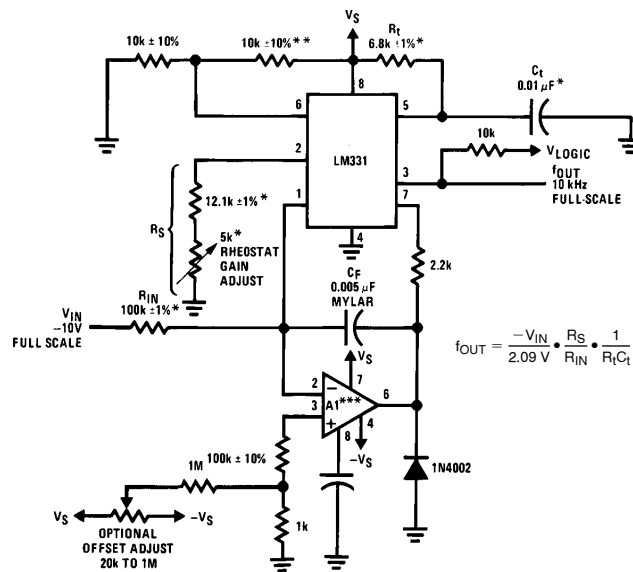 V_S
10k ± 10%
10k ± 10% **
R_t
6.8k ± 1% *
C_t
0.01 μF *
8
6
5
2
LM331
10k
V_LOGIC
3
f_OUT
10 kHz
FULL-SCALE
1
7
4
R_S
12.1k ± 1% *
5k*
RHEOSTAT
GAIN
ADJUST
2.2k
C_F
0.005 μF
MYLAR
R_IN
100k ± 1% *
V_IN
−10V
FULL SCALE
f_OUT = −V_IN / 2.09 V • R_S / R_IN • 1 / R_tC_t
V_S
7
2
−
A1***
6
3
+
4
8
−V_S
100k ± 10%
1M
1N4002
V_S
−V_S
1k
OPTIONAL
OFFSET ADJUST
20k TO 1M